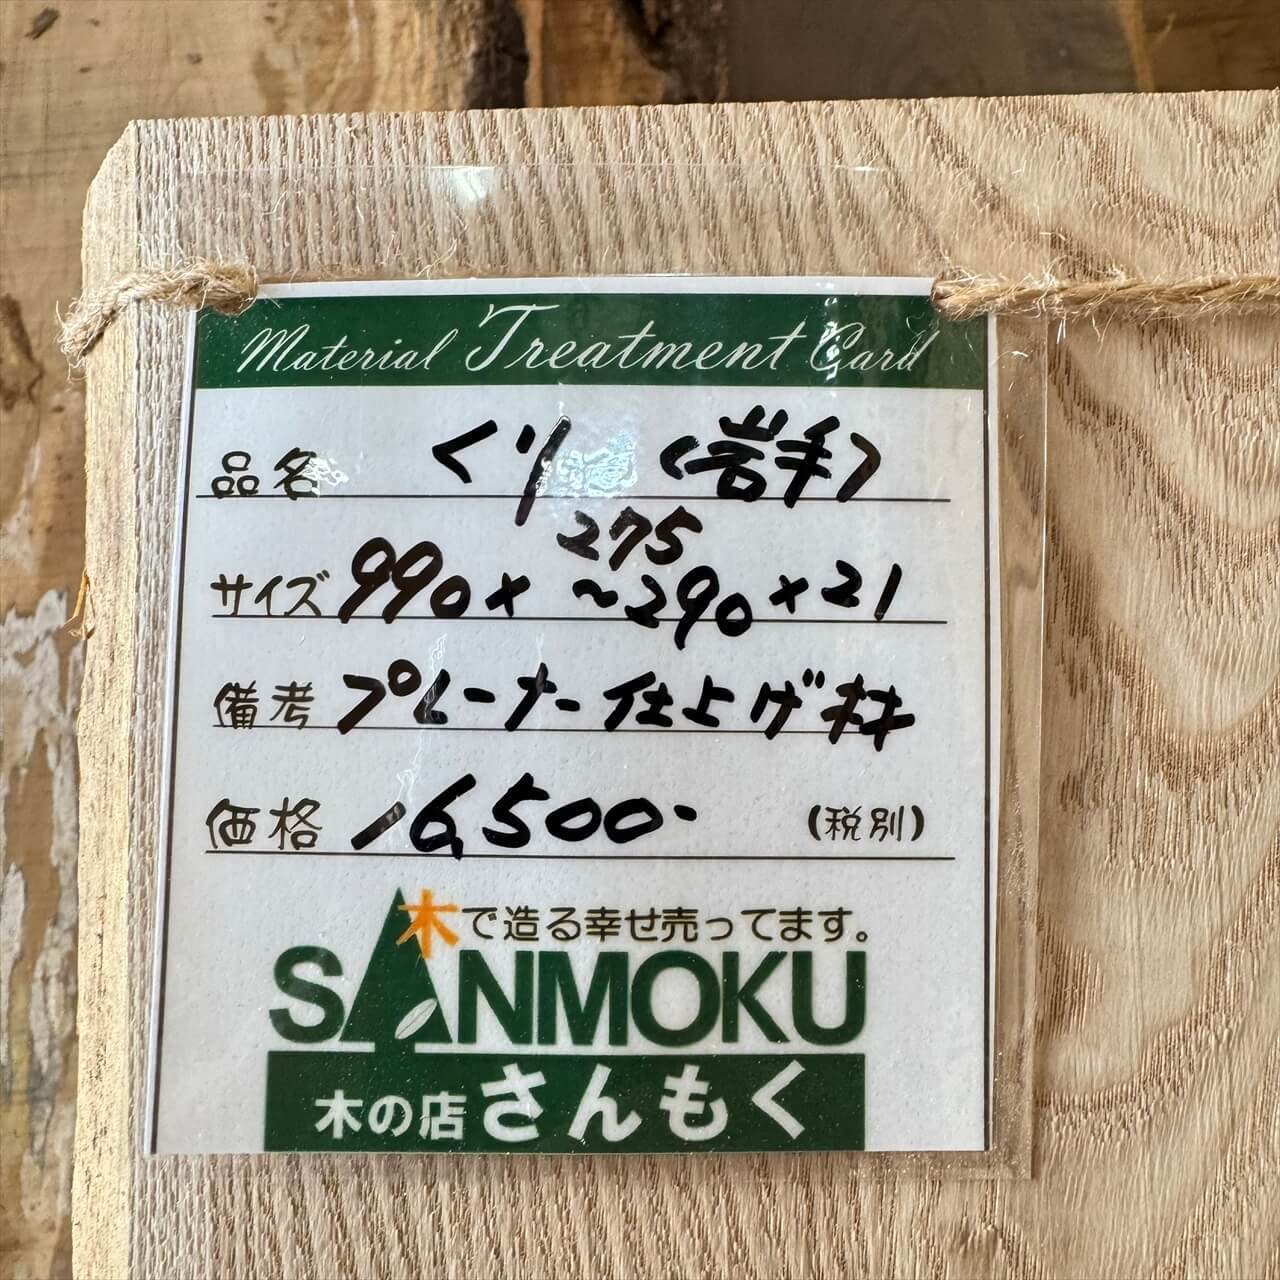 Material Treatment Card
品名 くり (岩手)
275
サイズ 990× ~290×21
備考 プレーナー仕上げ材
価格 16,500- (税別)
木で造る幸せ売ってます。
SANMOKU
木の店 さんもく